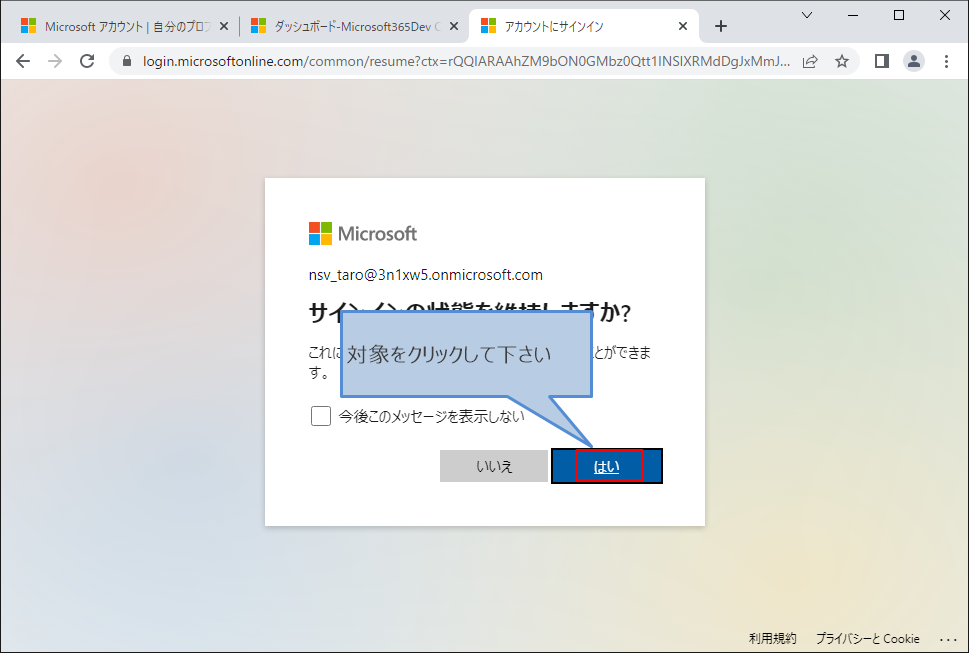 Microsoft アカウント | 自分のプロフ
ダッシュボード-Microsoft365Dev C
アカウントにサインイン
login.microsoftonline.com/common/resume?ctx=rQQIARAAhZM9bON0GMbz0Qtt1INSIXRMdDgJxMmJ...
Microsoft
nsv_taro@3n1xw5.onmicrosoft.com
サインインの状態を維持しますか?
これに
とができま
す。
対象をクリックして下さい
今後このメッセージを表示しない
いいえ
はい
利用規約
プライバシーと Cookie
...